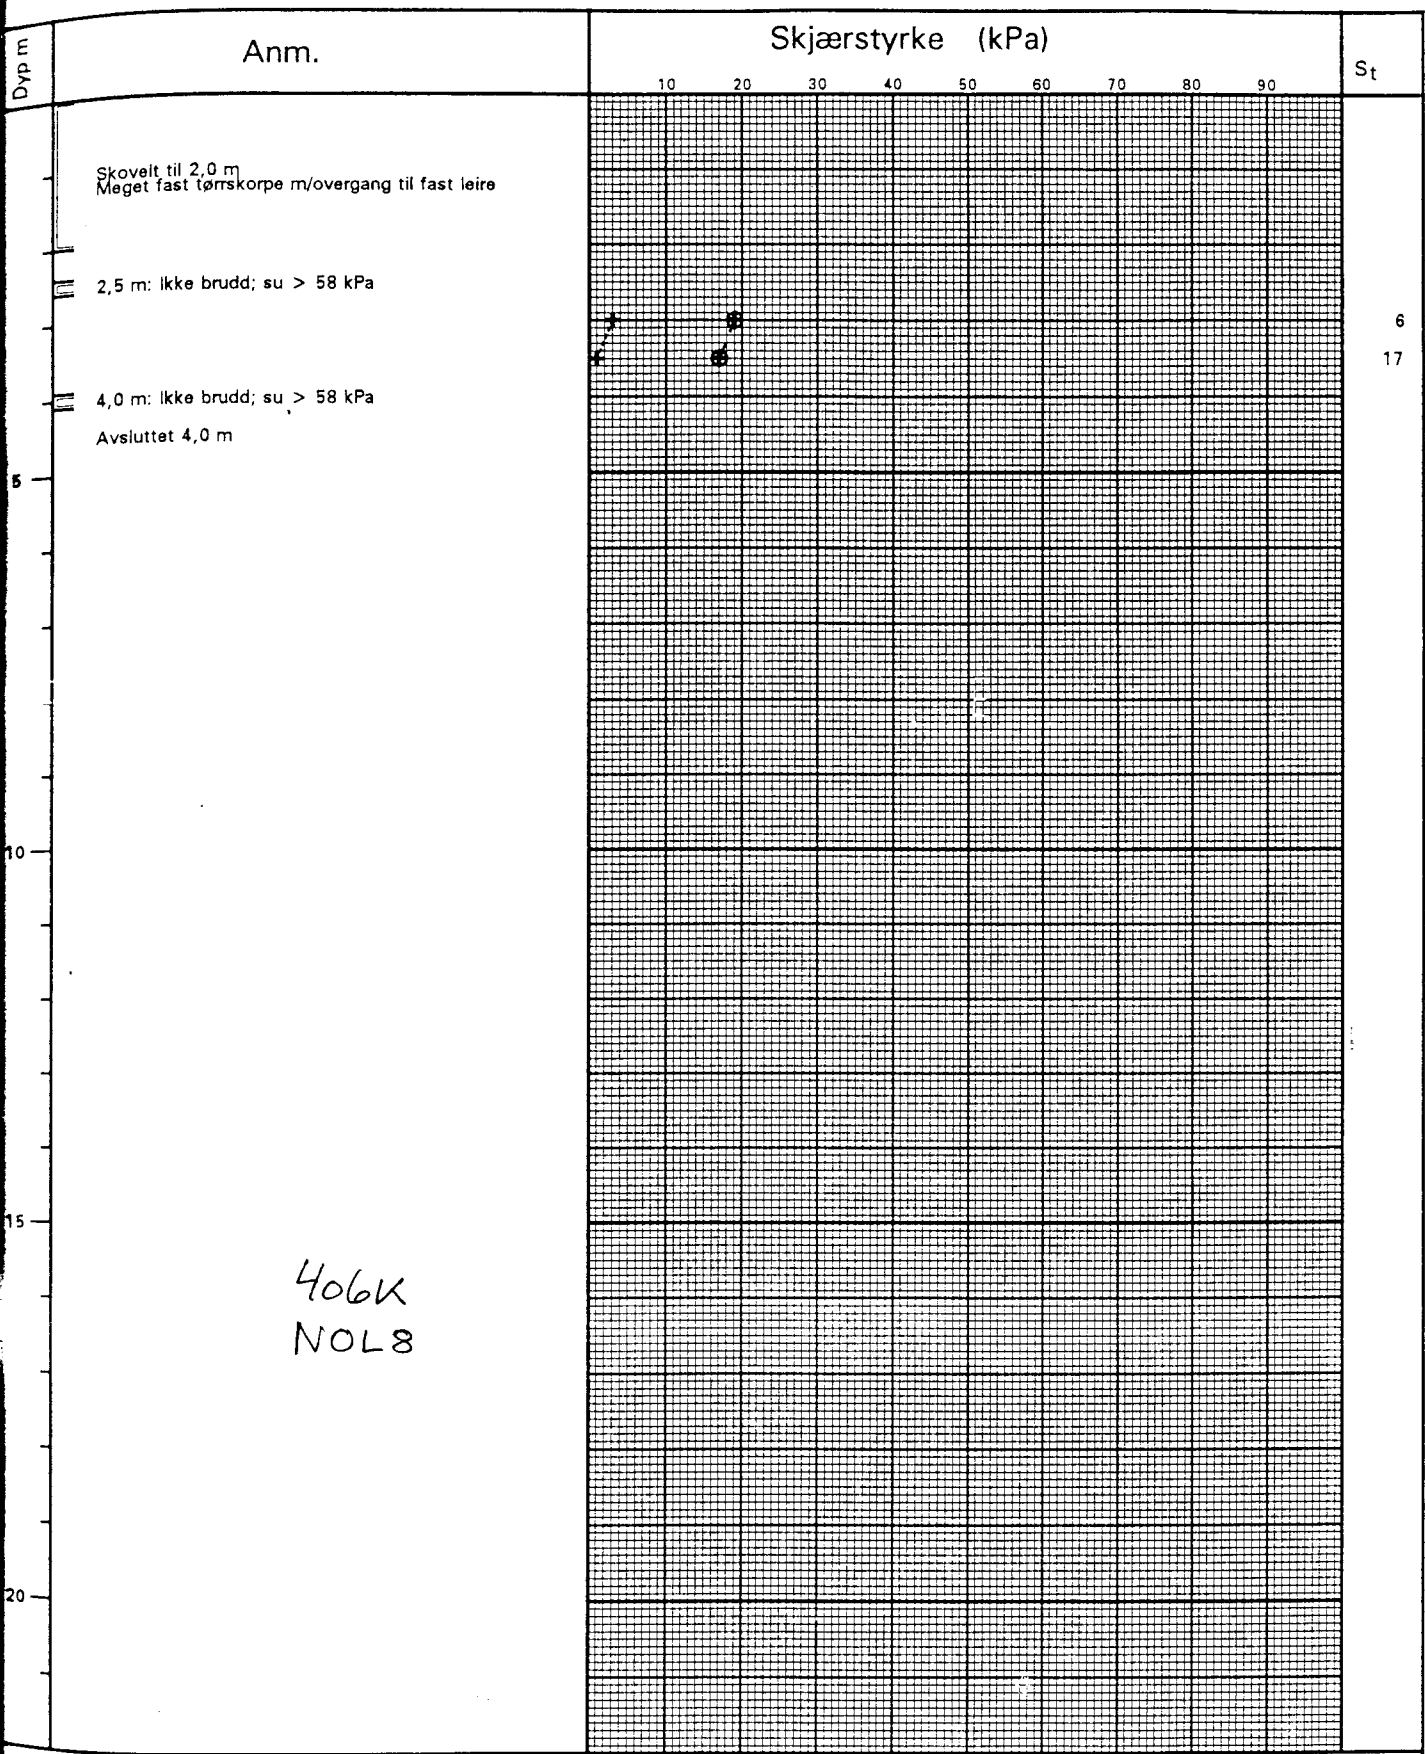 Dyp m
Anm.
Skjærstyrke (kPa)
St
10 20 30 40 50 60 70 80 90
Skovelt til 2,0 m
Meget fast tørrskorpe m/overgang til fast leire
2,5 m: Ikke brudd; su > 58 kPa
6
17
4,0 m: Ikke brudd; su > 58 kPa
Avsluttet 4,0 m
5
10
15
406K
NOL8
20